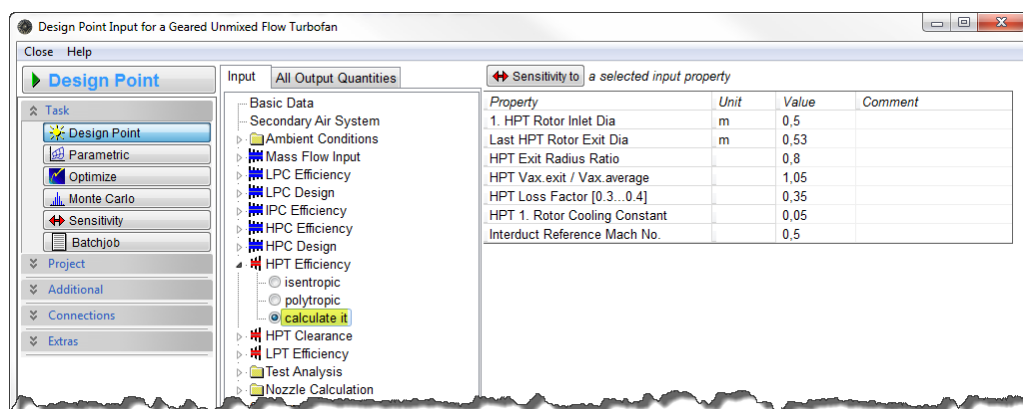 Design Point Input for a Geared Unmixed Flow Turbofan
Close Help
Design Point
Task
Design Point
Parametric
Optimize
Monte Carlo
Sensitivity
Batchjob
Project
Additional
Connections
Extras
Input All Output Quantities
Basic Data
Secondary Air System
Ambient Conditions
Mass Flow Input
LPC Efficiency
LPC Design
IPC Efficiency
HPC Efficiency
HPC Design
HPT Efficiency
isentropic
polytropic
calculate it
HPT Clearance
LPT Efficiency
Test Analysis
Nozzle Calculation
Sensitivity to a selected input property
Property Unit Value Comment
1. HPT Rotor Inlet Dia m 0,5
Last HPT Rotor Exit Dia m 0,53
HPT Exit Radius Ratio 0,8
HPT Vax.exit / Vax.average 1,05
HPT Loss Factor [0.3...0.4] 0,35
HPT 1. Rotor Cooling Constant 0,05
Interduct Reference Mach No. 0,5